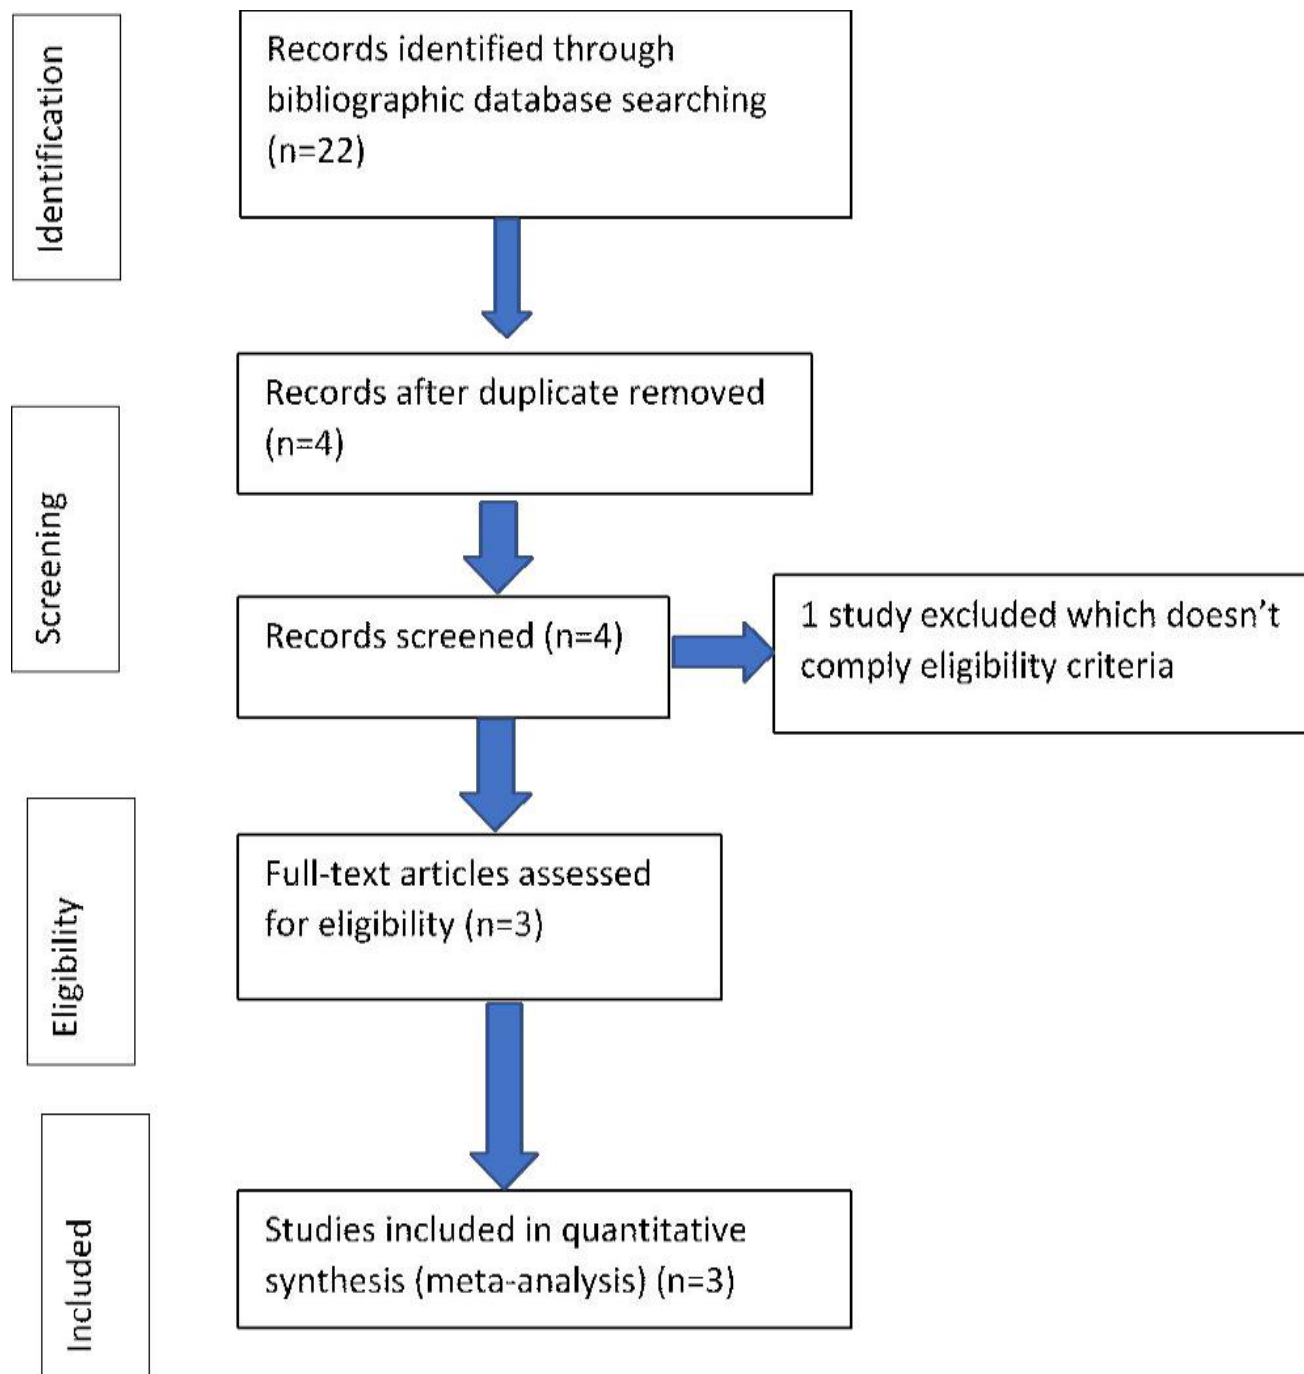 Identification
Records identified through
bibliographic database searching
(n=22)
Screening
Records after duplicate removed
(n=4)
Records screened (n=4)
1 study excluded which doesn't
comply eligibility criteria
Eligibility
Full-text articles assessed
for eligibility (n=3)
Included
Studies included in quantitative
synthesis (meta-analysis) (n=3)